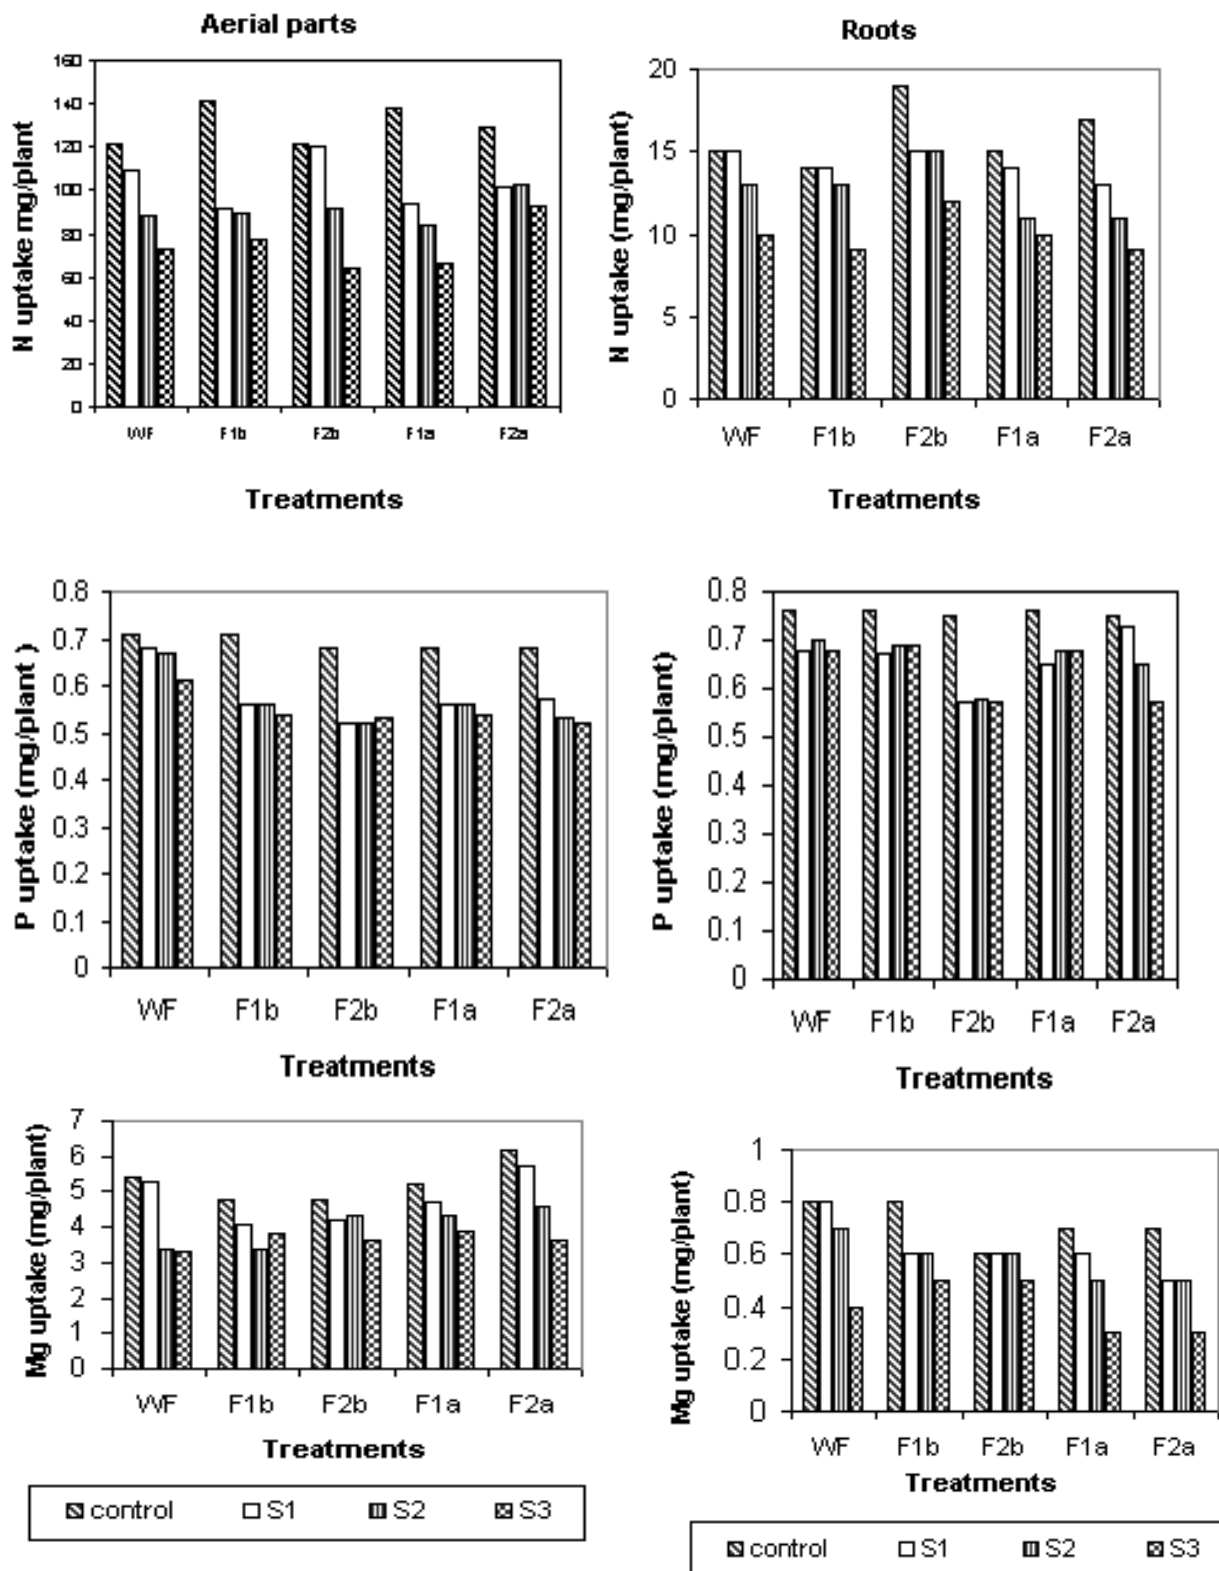 Aerial parts
N uptake mg/plant
160
140
120
100
80
60
40
20
0
WF F1b F2b F1a F2a
Treatments
Roots
N uptake (mg/plant)
20
15
10
5
0
WF F1b F2b F1a F2a
Treatments
P uptake (mg/plant )
0.8
0.7
0.6
0.5
0.4
0.3
0.2
0.1
0
WF F1b F2b F1a F2a
Treatments
P uptake (mg/plant)
0.8
0.7
0.6
0.5
0.4
0.3
0.2
0.1
0
WF F1b F2b F1a F2a
Treatments
Mg uptake (mg/plant)
7
6
5
4
3
2
1
0
WF F1b F2b F1a F2a
Treatments
control S1 S2 S3
Mg uptake (mg/plant)
1
0.8
0.6
0.4
0.2
0
WF F1b F2b F1a F2a
Treatments
control S1 S2 S3